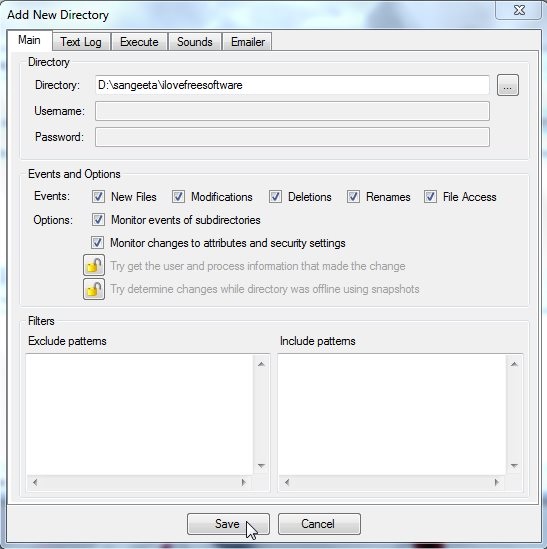 Add New Directory
Main Text Log Execute Sounds Emailer
Directory
Directory: D:\sangeeta\ilovefreesoftware ...
Username:
Password:
Events and Options
Events: New Files Modifications Deletions Renames File Access
Options: Monitor events of subdirectories
Monitor changes to attributes and security settings
Try get the user and process information that made the change
Try determine changes while directory was offline using snapshots
Filters
Exclude patterns Include patterns
Save Cancel